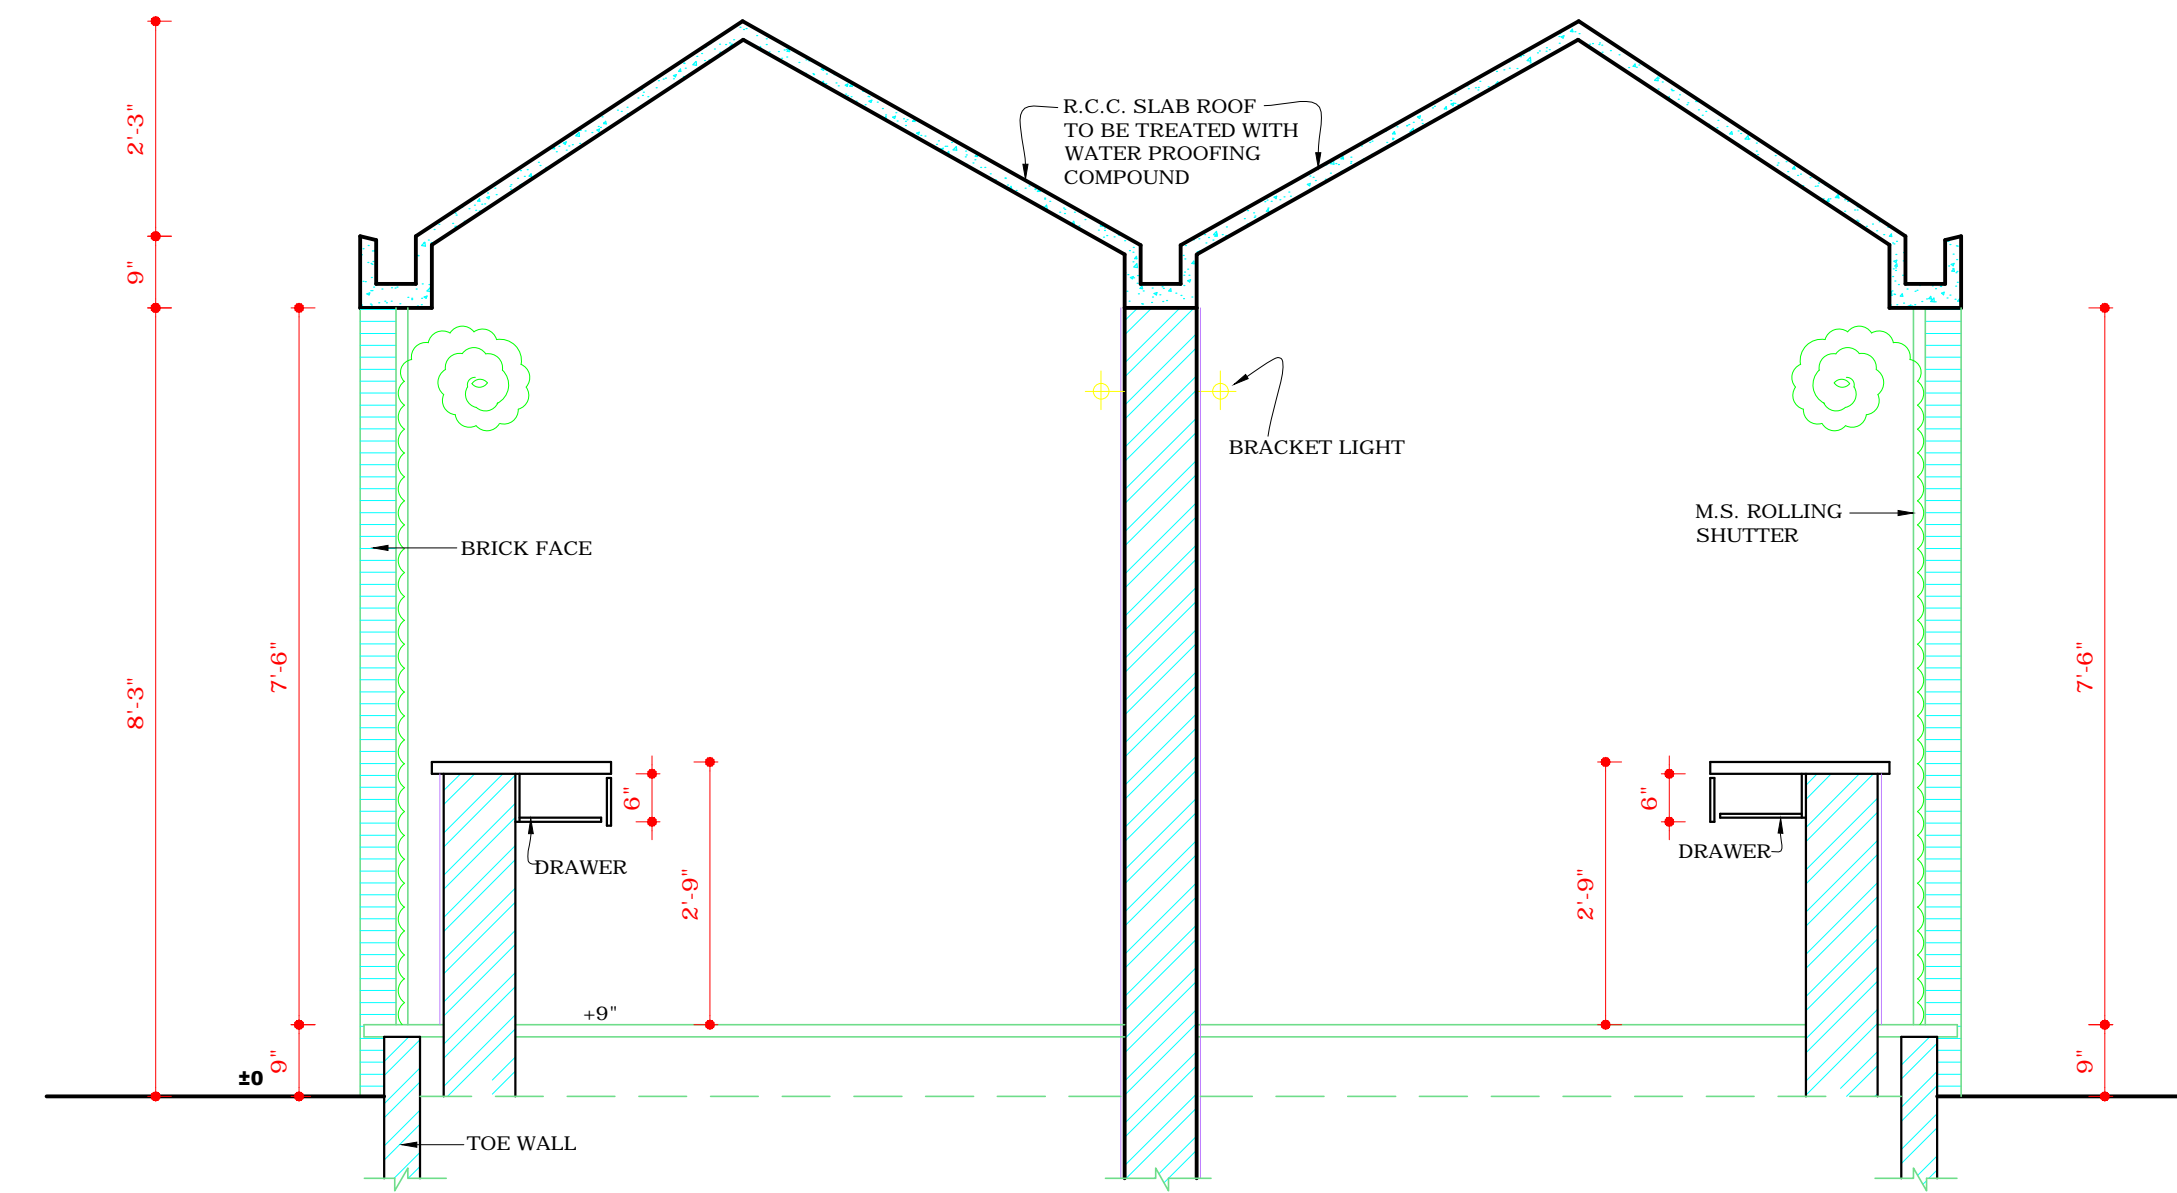 2'-3"
R.C.C. SLAB ROOF
TO BE TREATED WITH
WATER PROOFING
COMPOUND
9"
BRACKET LIGHT
M.S. ROLLING
SHUTTER
BRICK FACE
7'-6"
7'-6"
8'-3"
6"
6"
DRAWER
DRAWER
2'-9"
2'-9"
+9"
9"
9"
±0
TOE WALL